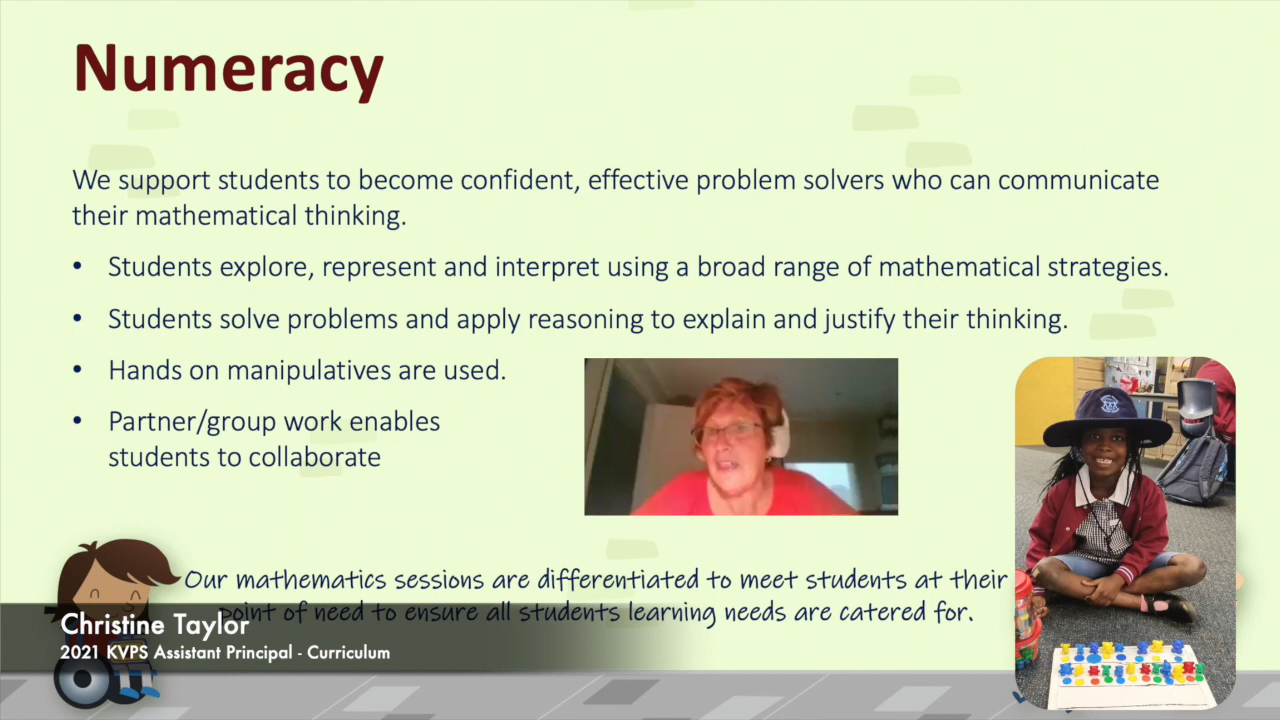 Numeracy
We support students to become confident, effective problem solvers who can communicate
their mathematical thinking.
• Students explore, represent and interpret using a broad range of mathematical strategies.
• Students solve problems and apply reasoning to explain and justify their thinking.
• Hands on manipulatives are used.
• Partner/group work enables
students to collaborate
Our mathematics sessions are differentiated to meet students at their
point of need to ensure all students learning needs are catered for.
Christine Taylor
2021 KVPS Assistant Principal - Curriculum